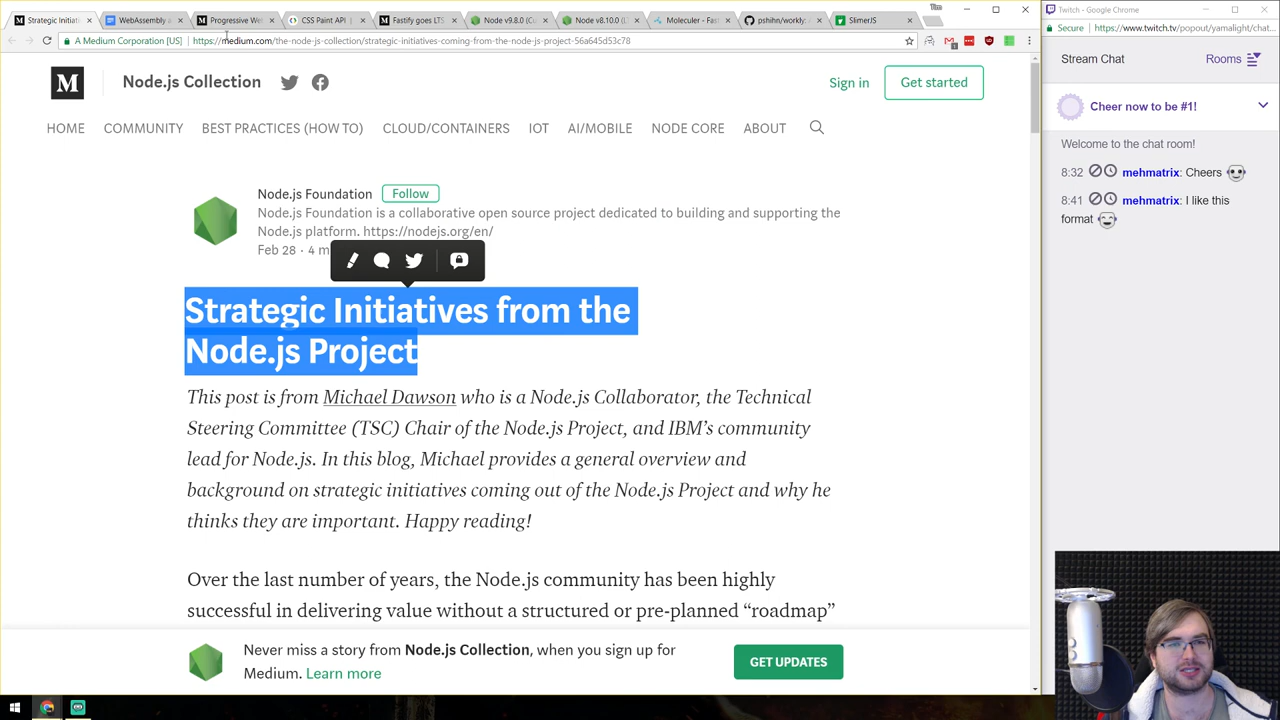 Strategic Initiati
WebAssembly a
Progressive We
CSS Paint API
Fastify goes LTS
Node v9.8.0 (Cu
Node v8.10.0 (L
Moleculer - Fast
pshihn/workly:
SlimerJS
Tim
A Medium Corporation [US]
https://medium.com/the-node-js-collection/strategic-initiatives-coming-from-the-node-js-project-56a645d53c78
M
Node.js Collection
Sign in
Get started
HOME
COMMUNITY
BEST PRACTICES (HOW TO)
CLOUD/CONTAINERS
IOT
AI/MOBILE
NODE CORE
ABOUT
Node.js Foundation
Follow
Node.js Foundation is a collaborative open source project dedicated to building and supporting the
Node.js platform. https://nodejs.org/en/
Feb 28 · 4 m
Strategic Initiatives from the
Node.js Project
This post is from Michael Dawson who is a Node.js Collaborator, the Technical
Steering Committee (TSC) Chair of the Node.js Project, and IBM's community
lead for Node.js. In this blog, Michael provides a general overview and
background on strategic initiatives coming out of the Node.js Project and why he
thinks they are important. Happy reading!
Over the last number of years, the Node.js community has been highly
successful in delivering value without a structured or pre-planned “roadmap”
Never miss a story from Node.js Collection, when you sign up for
Medium. Learn more
GET UPDATES
Twitch - Google Chrome
Secure
https://www.twitch.tv/popout/yamalight/chat...
Stream Chat
Rooms
Cheer now to be #1!
Welcome to the chat room!
8:32 mehmatrix: Cheers
8:41 mehmatrix: I like this
format